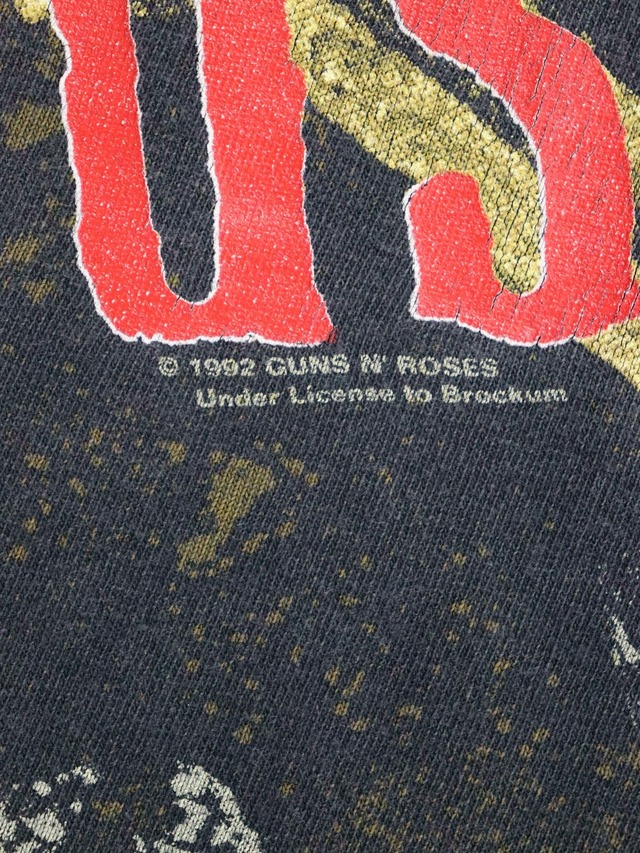 US
© 1992 GUNS N' ROSES
Under License to Brockum